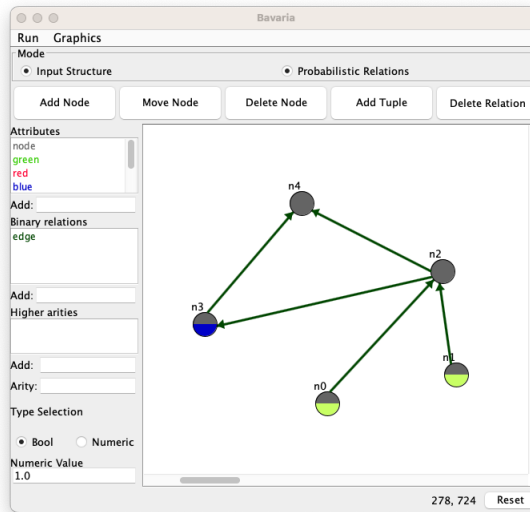 Bavaria
Run Graphics
Mode
Input Structure Probabilistic Relations
Add Node Move Node Delete Node Add Tuple Delete Relation
Attributes
node
green
red
blue
Add:
Binary relations
edge
Add:
Higher arities
Add:
Arity:
Type Selection
Bool Numeric
Numeric Value
1.0
n4
n2
n3
n1
n0
278, 724 Reset